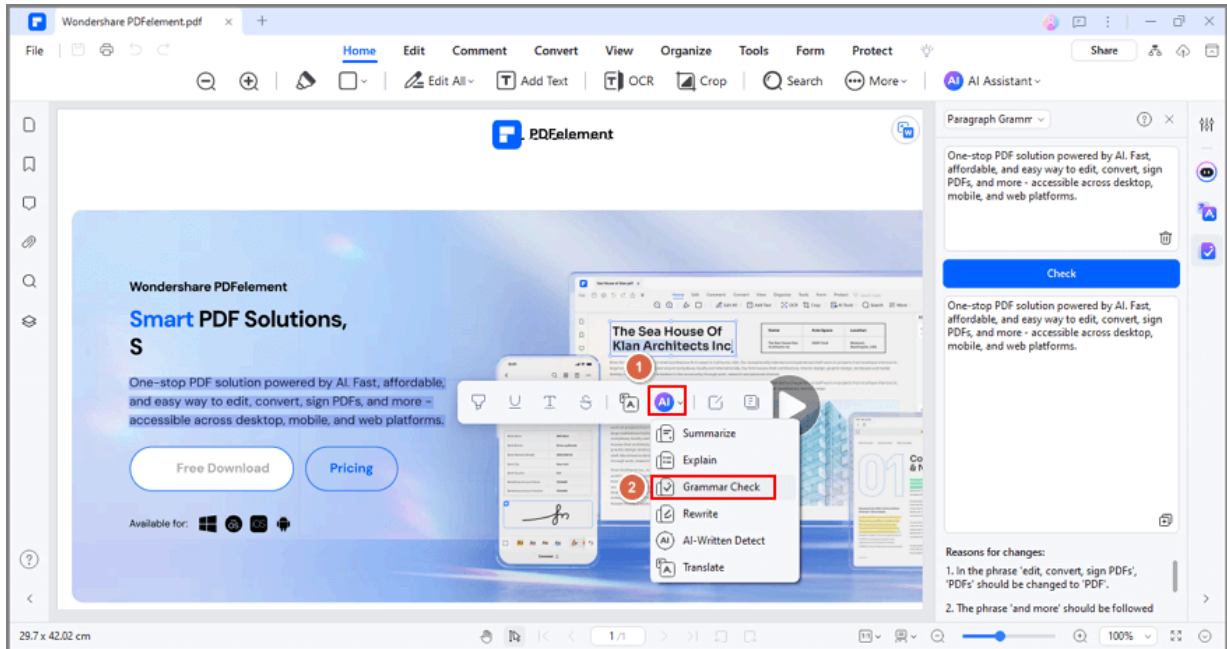 Wondershare PDFelement.pdf
File
Home Edit Comment Convert View Organize Tools Form Protect
Share
Edit All
Add Text
OCR
Crop
Search
More
AI AI Assistant
PDFelement
Wondershare PDFelement
Smart PDF Solutions,
S
One-stop PDF solution powered by AI. Fast, affordable,
and easy way to edit, convert, sign PDFs, and more –
accessible across desktop, mobile, and web platforms.
Free Download
Pricing
Available for:
The Sea House Of
Klan Architects Inc
01
1
AI
Summarize
Explain
2
Grammar Check
Rewrite
AI AI-Written Detect
Translate
Paragraph Gramr
One-stop PDF solution powered by AI. Fast,
affordable, and easy way to edit, convert, sign
PDFs, and more - accessible across desktop,
mobile, and web platforms.
Check
One-stop PDF solution powered by AI. Fast,
affordable, and easy way to edit, convert, sign
PDFs, and more - accessible across desktop,
mobile, and web platforms.
Reasons for changes:
1. In the phrase 'edit, convert, sign PDFs',
'PDFs' should be changed to 'PDF'.
2. The phrase 'and more' should be followed
29.7 x 42.02 cm
1 /1
100%